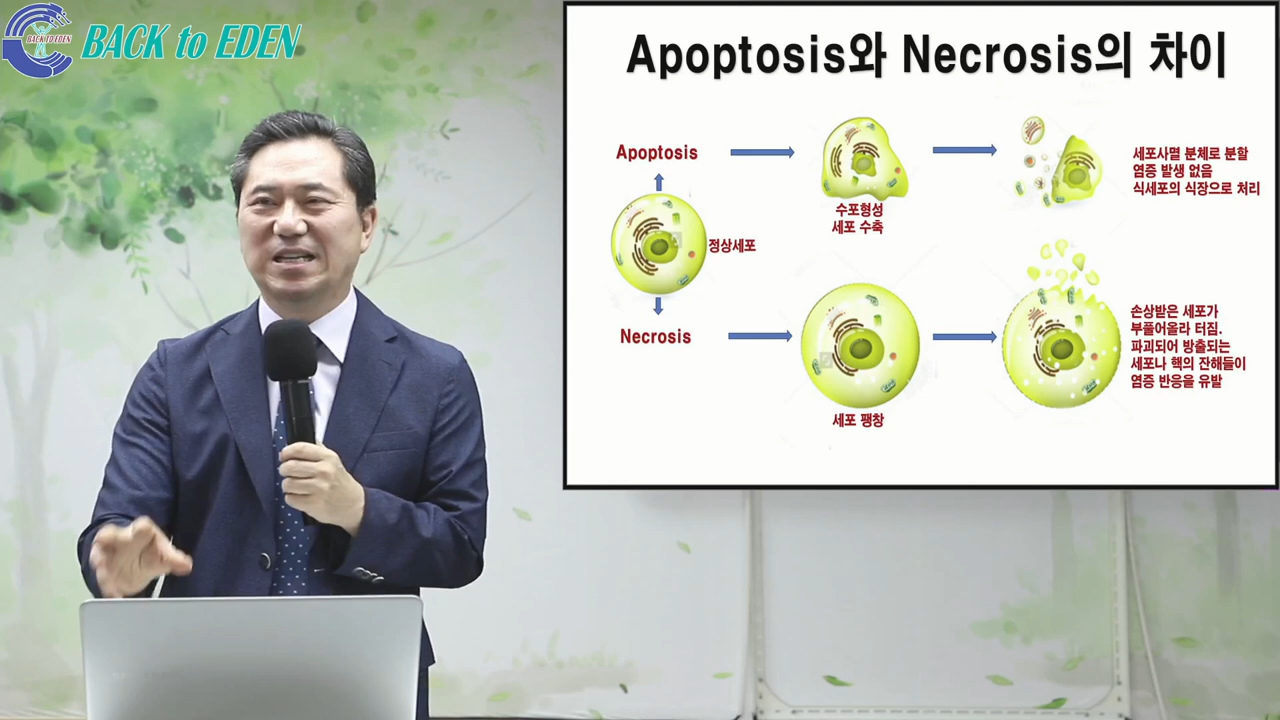 BACK TO EDEN
BACK to EDEN
Apoptosis와 Necrosis의 차이
Apoptosis
수포형성
세포 수축
세포사멸 분체로 분할
염증 발생 없음
식세포의 식장으로 처리
정상세포
Necrosis
세포 팽창
손상받은 세포가
부풀어올라 터짐.
파괴되어 방출되는
세포나 핵의 잔해들이
염증 반응을 유발